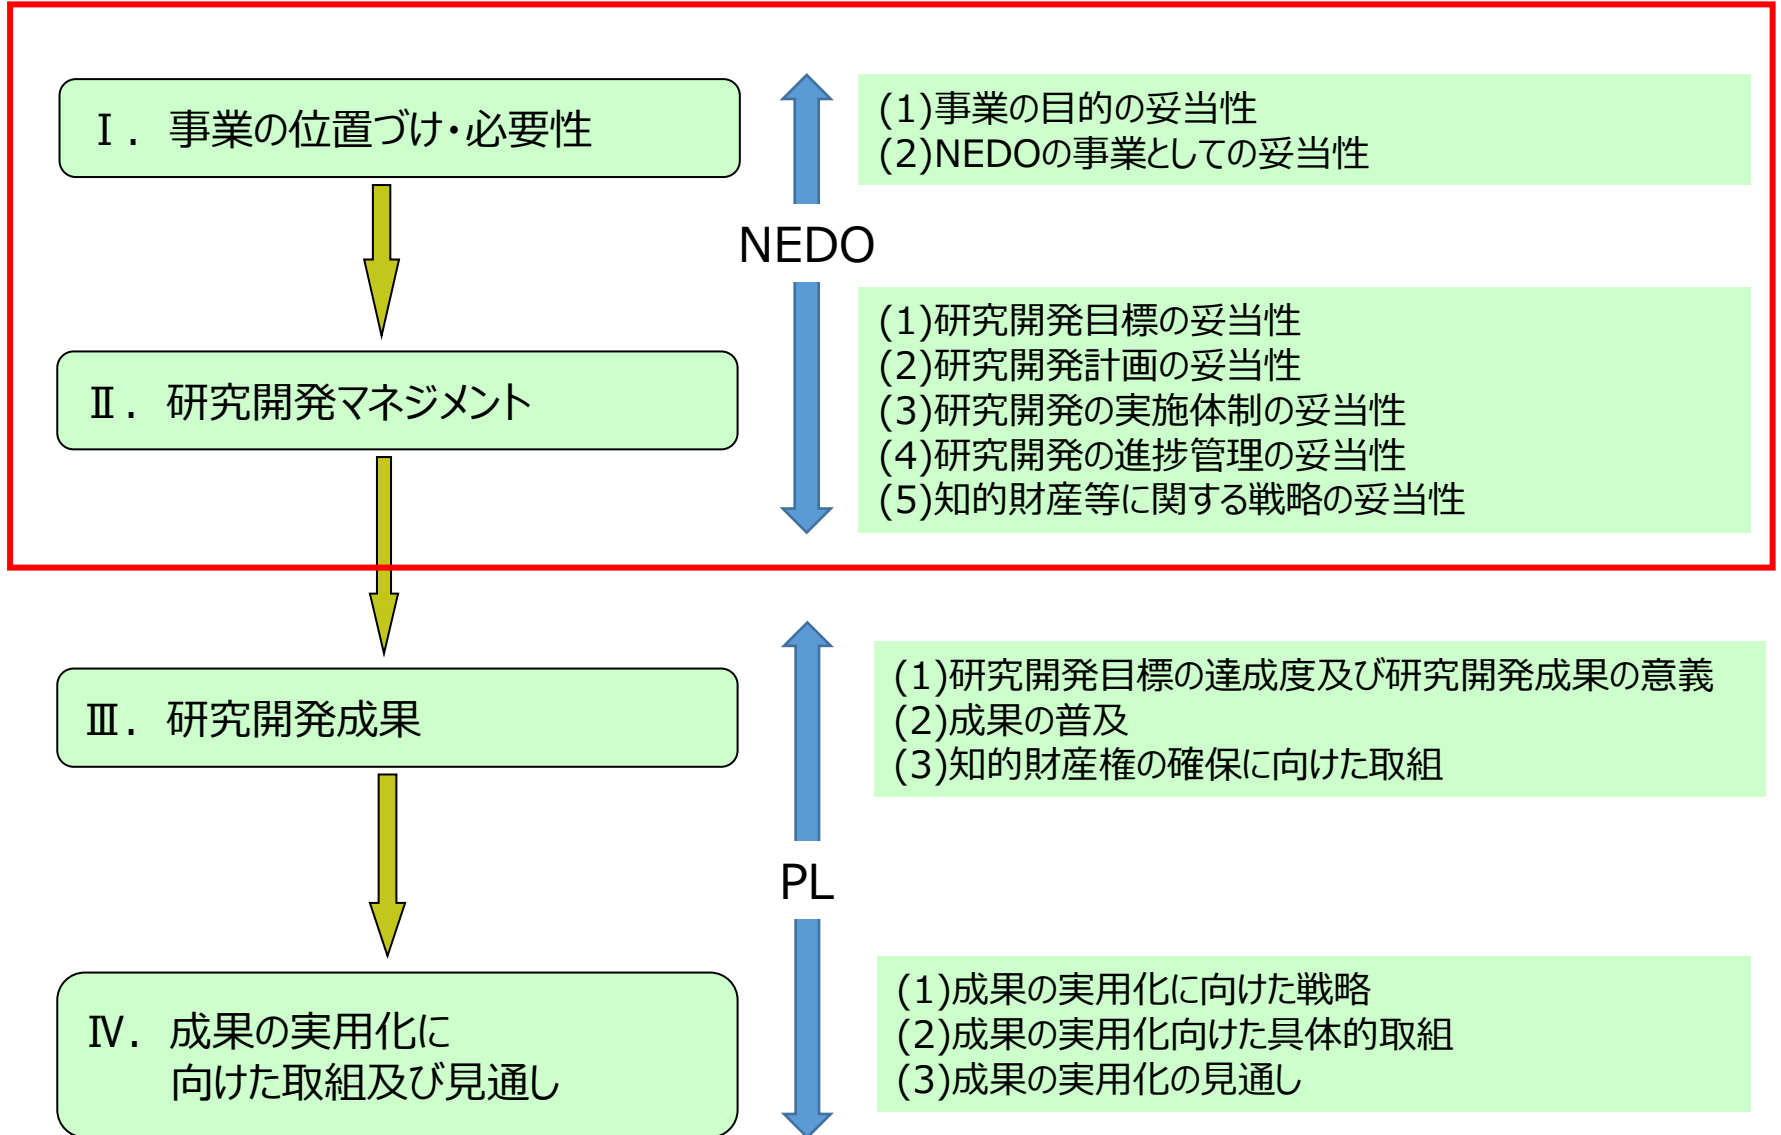 Ⅰ. 事業の位置づけ・必要性
(1)事業の目的の妥当性
(2)NEDOの事業としての妥当性
NEDO
Ⅱ. 研究開発マネジメント
(1)研究開発目標の妥当性
(2)研究開発計画の妥当性
(3)研究開発の実施体制の妥当性
(4)研究開発の進捗管理の妥当性
(5)知的財産等に関する戦略の妥当性
Ⅲ. 研究開発成果
(1)研究開発目標の達成度及び研究開発成果の意義
(2)成果の普及
(3)知的財産権の確保に向けた取組
PL
Ⅳ. 成果の実用化に
向けた取組及び見通し
(1)成果の実用化に向けた戦略
(2)成果の実用化向けた具体的取組
(3)成果の実用化の見通し